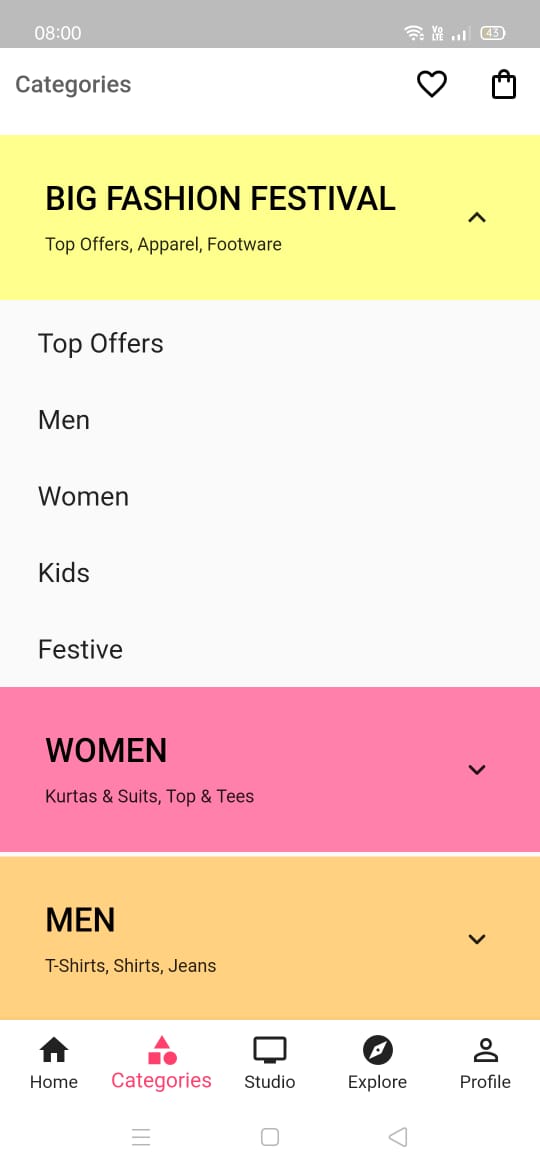 08:00
Vo
LTE
43
Categories
BIG FASHION FESTIVAL
Top Offers, Apparel, Footware
Top Offers
Men
Women
Kids
Festive
WOMEN
Kurtas & Suits, Top & Tees
MEN
T-Shirts, Shirts, Jeans
Home
Categories
Studio
Explore
Profile